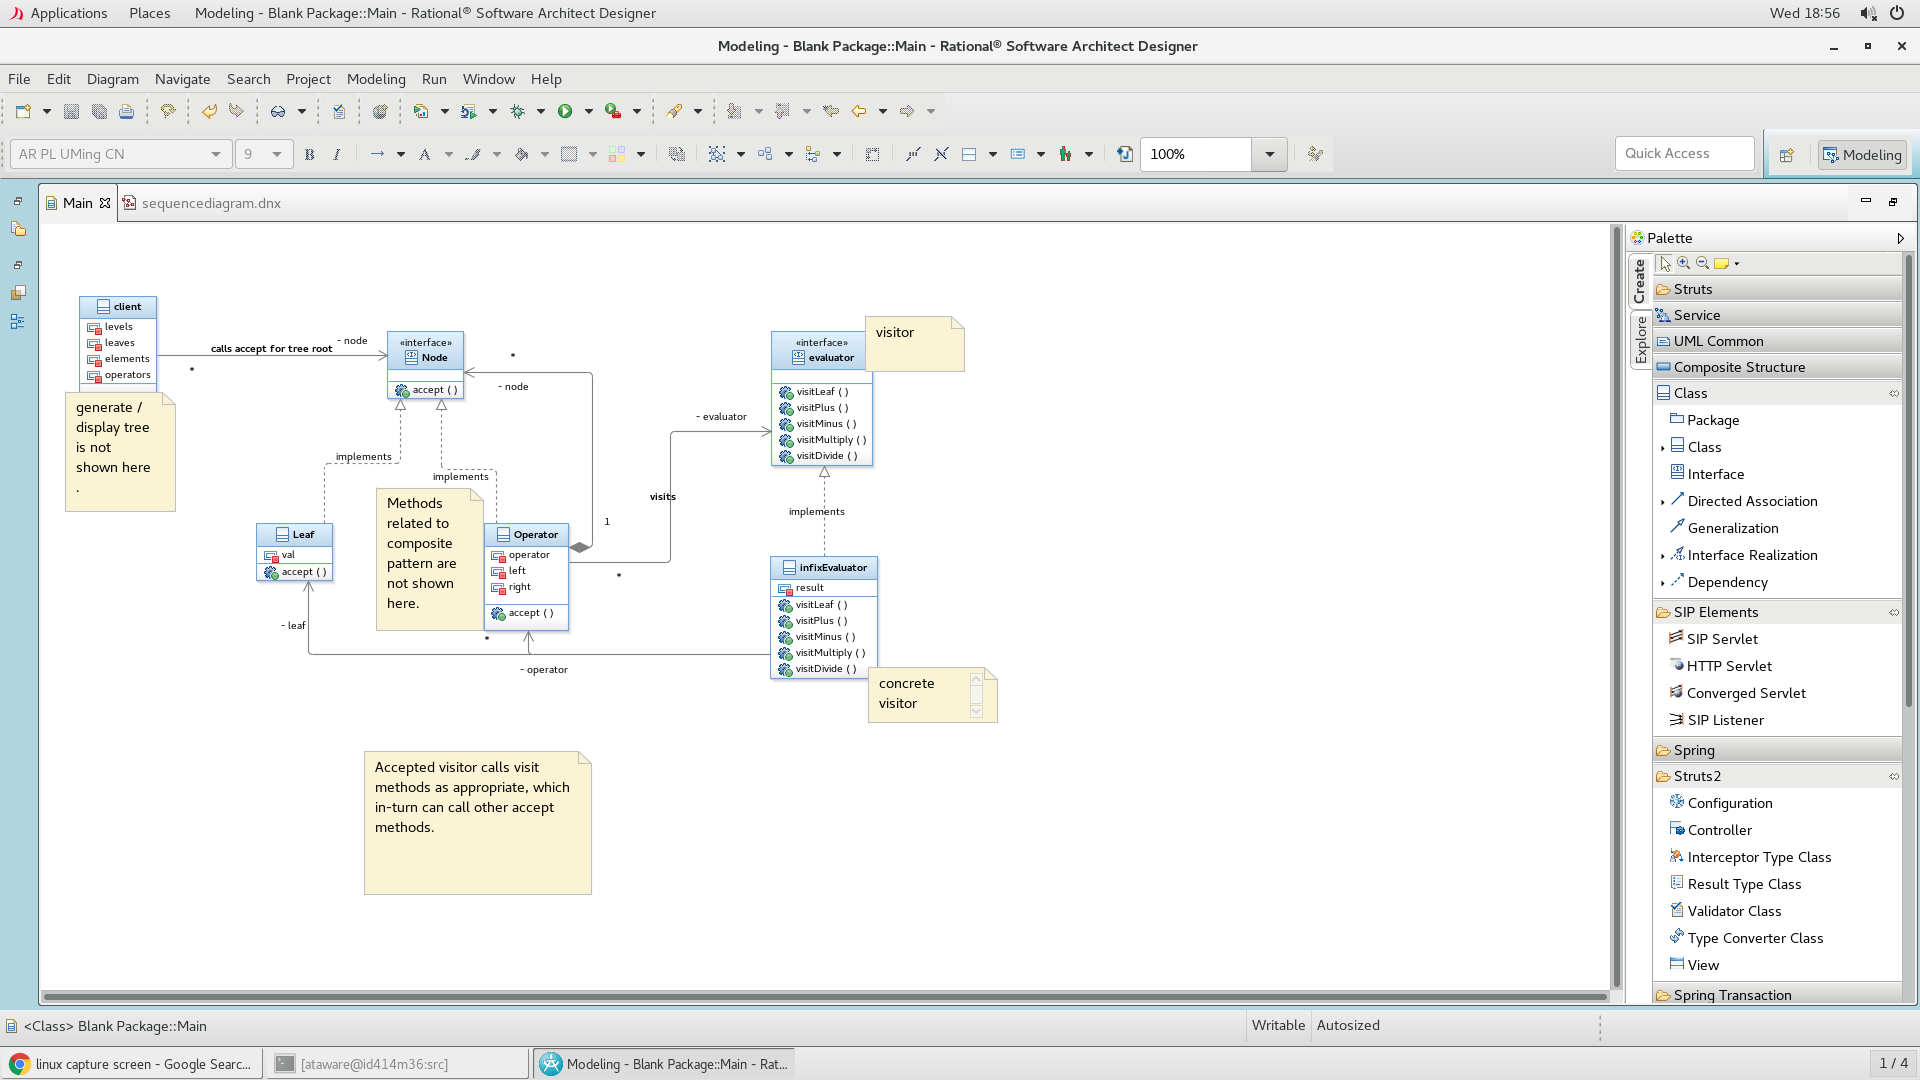 Applications Places Modeling - Blank Package::Main - Rational® Software Architect Designer Wed 18:56
Modeling - Blank Package::Main - Rational® Software Architect Designer
File Edit Diagram Navigate Search Project Modeling Run Window Help
AR PL UMing CN 9 B I A 100% Quick Access Modeling
Main sequencediagram.dnx
client
levels
leaves
elements
operators
generate /
display tree
is not
shown here
.
calls accept for tree root
- node
*
«interface»
Node
accept ( )
*
- node
implements
implements
Leaf
val
accept ( )
- leaf
Methods
related to
composite
pattern are
not shown
here.
Operator
operator
left
right
accept ( )
1
*
*
- operator
visits
- evaluator
«interface»
evaluator
visitLeaf ( )
visitPlus ( )
visitMinus ( )
visitMultiply ( )
visitDivide ( )
visitor
implements
infixEvaluator
result
visitLeaf ( )
visitPlus ( )
visitMinus ( )
visitMultiply ( )
visitDivide ( )
concrete
visitor
Accepted visitor calls visit
methods as appropriate, which
in-turn can call other accept
methods.
Palette
Create
Explore
Struts
Service
UML Common
Composite Structure
Class
Package
Class
Interface
Directed Association
Generalization
Interface Realization
Dependency
SIP Elements
SIP Servlet
HTTP Servlet
Converged Servlet
SIP Listener
Spring
Struts2
Configuration
Controller
Interceptor Type Class
Result Type Class
Validator Class
Type Converter Class
View
Spring Transaction
<Class> Blank Package::Main Writable Autosized
linux capture screen - Google Searc... [ataware@id414m36:src] Modeling - Blank Package::Main - Rat... 1 / 4